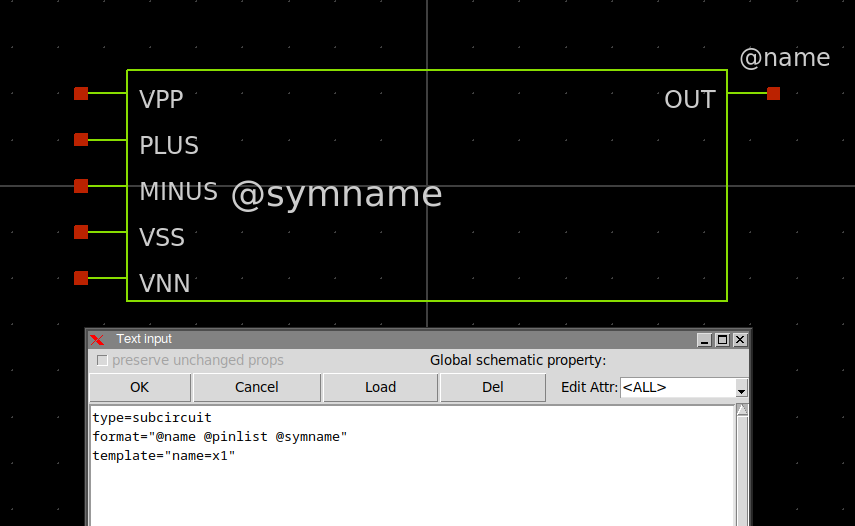 @name
VPP
OUT
PLUS
MINUS
@symname
VSS
VNN
Text input
preserve unchanged props
Global schematic property:
OK
Cancel
Load
Del
Edit Attr:
<ALL>
type=subcircuit
format="@name @pinlist @symname"
template="name=x1"